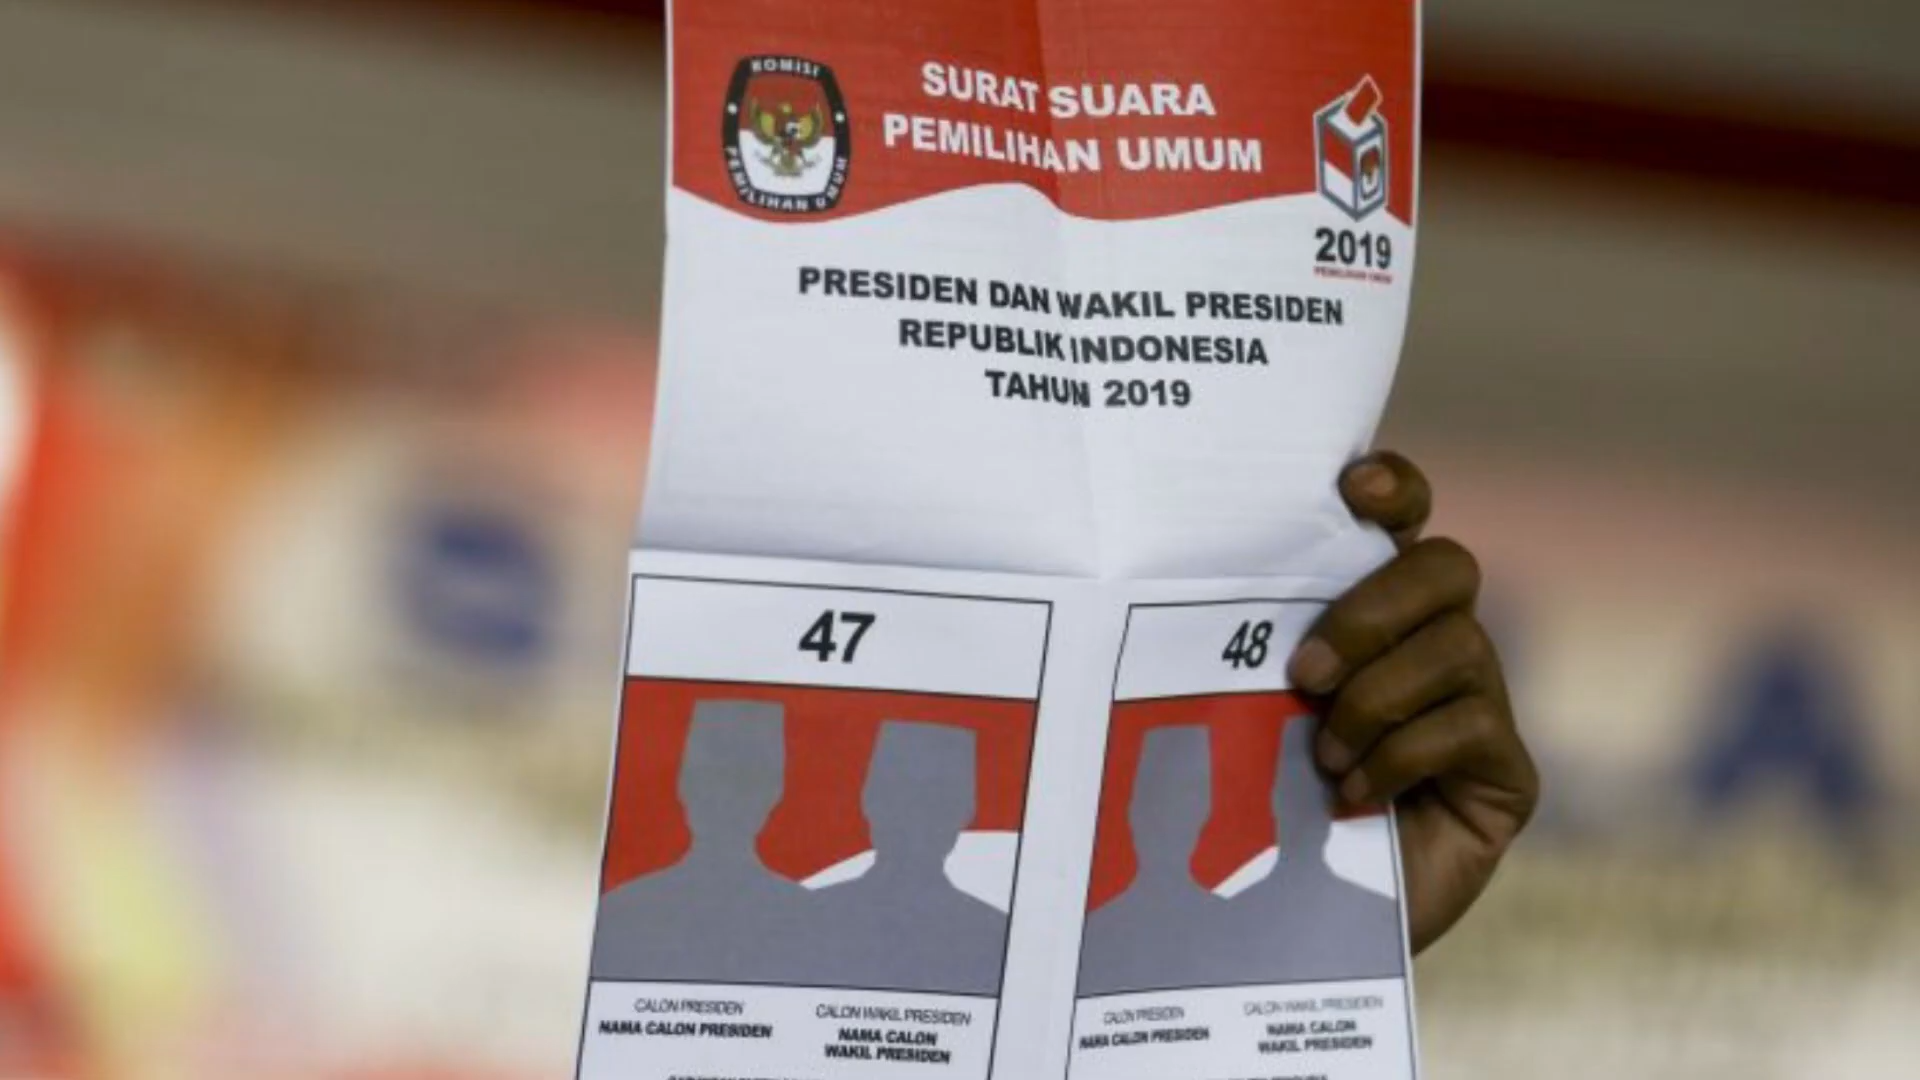 KOMISI
PEMILIHAN UMUM
SURAT SUARA
PEMILIHAN UMUM
2019
PEMILIHAN UMUM
PRESIDEN DAN WAKIL PRESIDEN
REPUBLIK INDONESIA
TAHUN 2019
47
48
CALON PRESIDEN
NAMA CALON PRESIDEN
CALON WAKIL PRESIDEN
NAMA CALON
WAKIL PRESIDEN
CALON PRESIDEN
NAMA CALON PRESIDEN
CALON WAKIL PRESIDEN
NAMA CALON
WAKIL PRESIDEN